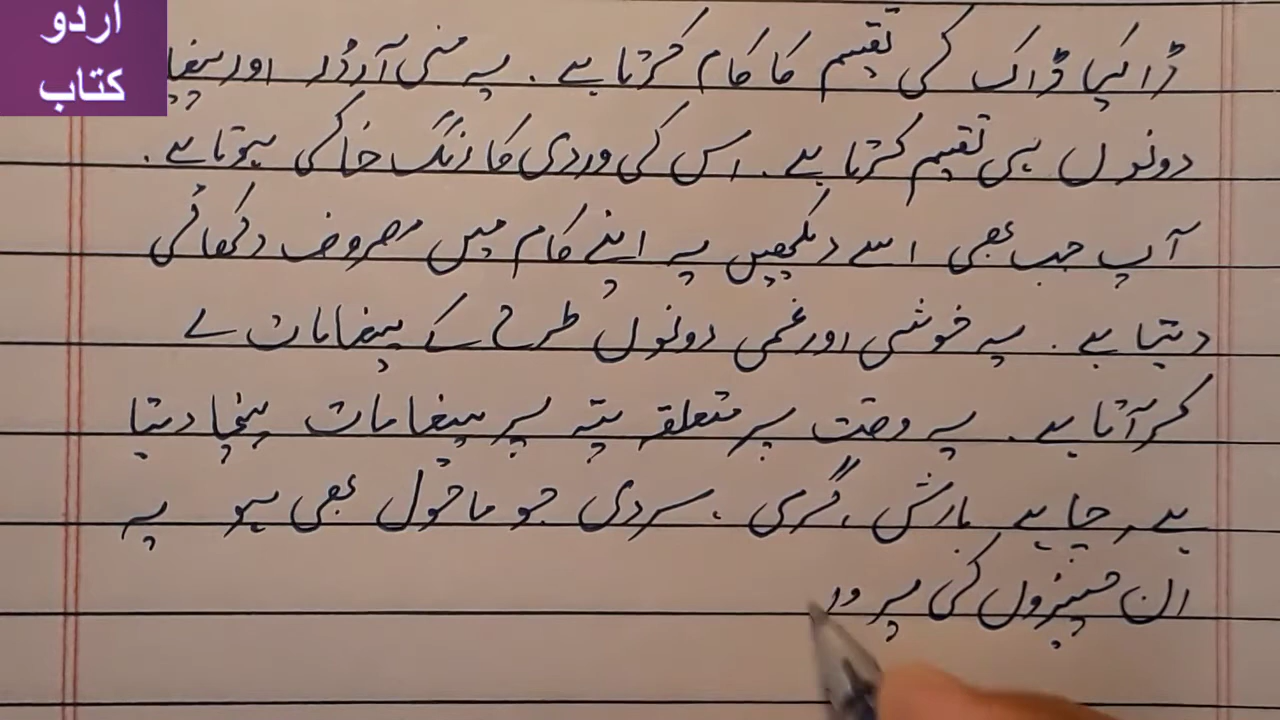 اردو
کتاب
ڈاکیا ڈاک کی تقسیم کا کام کرتا ہے۔ یہ منی آرڈر اور
دونوں ہی تقسیم کرتا ہے۔ اس کی وردی کا رنگ خاکی ہوتا ہے۔
آپ جب بھی اسے دیکھیں یہ اپنے کام میں مصروف دکھائی
دیتا ہے۔ یہ خوشی اور غمی دونوں طرح کے پیغامات لے
کر آتا ہے۔ یہ وقت پر متعلقہ پتہ پر پیغامات پہنچا دیتا
ہے۔ چاہے بارش ، گرمی ، سردی جو ماحول بھی ہو یہ
ان چیزوں کی پرو